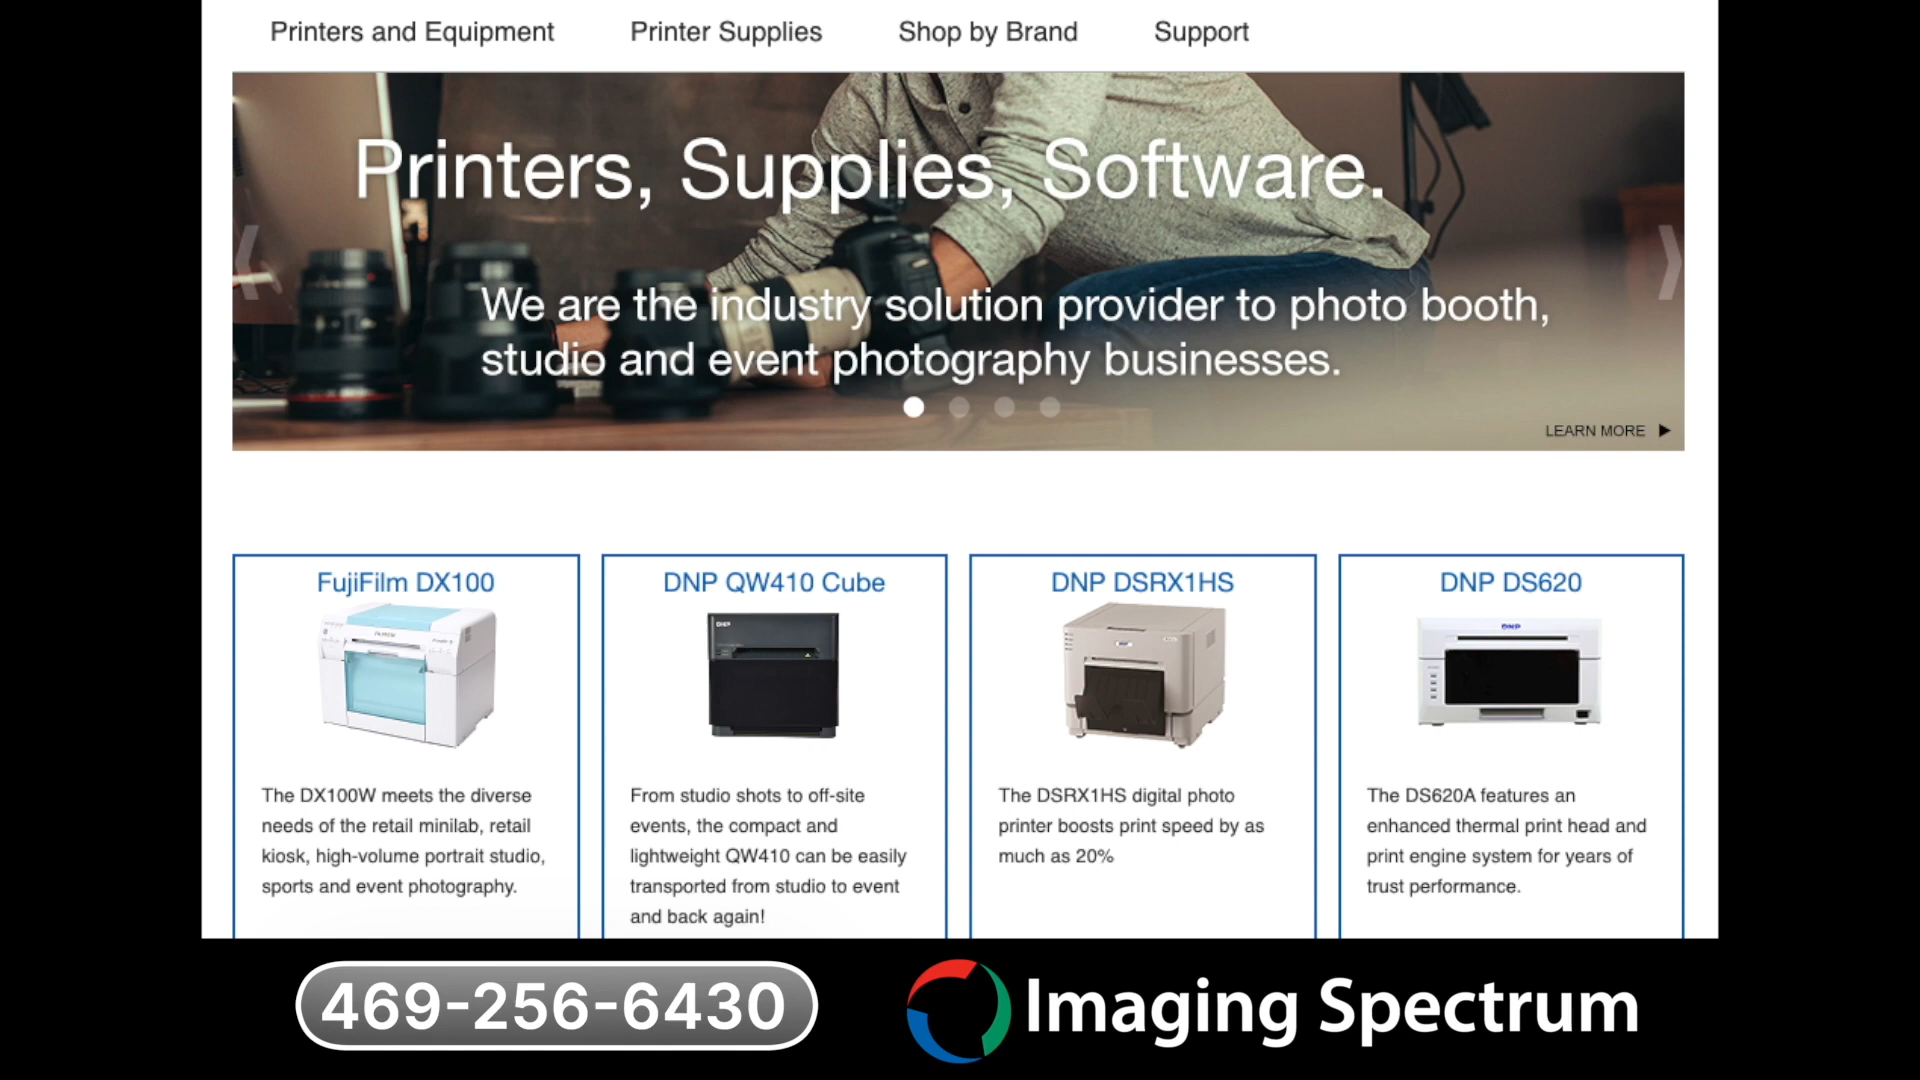 Printers and Equipment
Printer Supplies
Shop by Brand
Support
Printers, Supplies, Software.
We are the industry solution provider to photo booth,
studio and event photography businesses.
LEARN MORE
FujiFilm DX100
The DX100W meets the diverse
needs of the retail minilab, retail
kiosk, high-volume portrait studio,
sports and event photography.
DNP QW410 Cube
DNP
From studio shots to off-site
events, the compact and
lightweight QW410 can be easily
transported from studio to event
and back again!
DNP DSRX1HS
The DSRX1HS digital photo
printer boosts print speed by as
much as 20%
DNP DS620
DNP
The DS620A features an
enhanced thermal print head and
print engine system for years of
trust performance.
469-256-6430
Imaging Spectrum